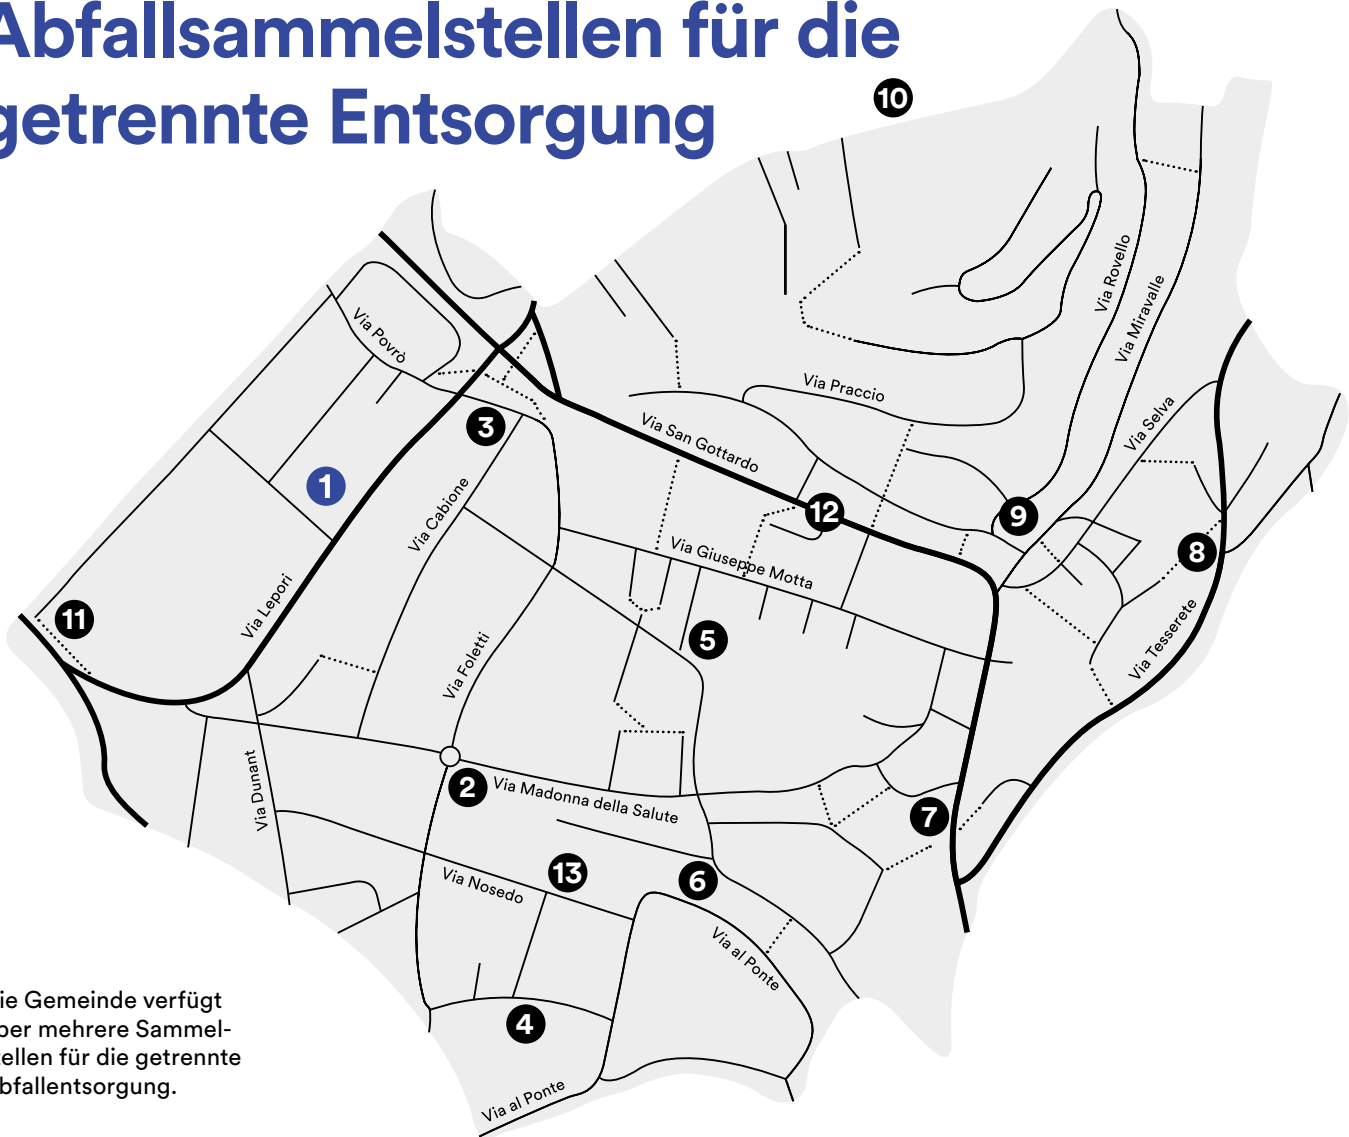 Abfallsammelstellen für die
getrennte Entsorgung
10
Via Rovello
Via Miravalle
Via Povrò
Via Praccio
Via Selva
3
Via San Gottardo
1
Via Cabione
12
9
8
Via Giuseppe Motta
Via Lepori
11
5
Via Tesserete
Via Foletti
Via Dunant
2
Via Madonna della Salute
7
13
6
Via Nosedo
Via al Ponte
ie Gemeinde verfügt
ber mehrere Sammel-
tellen für die getrennte
bfallentsorgung.
4
Via al Ponte